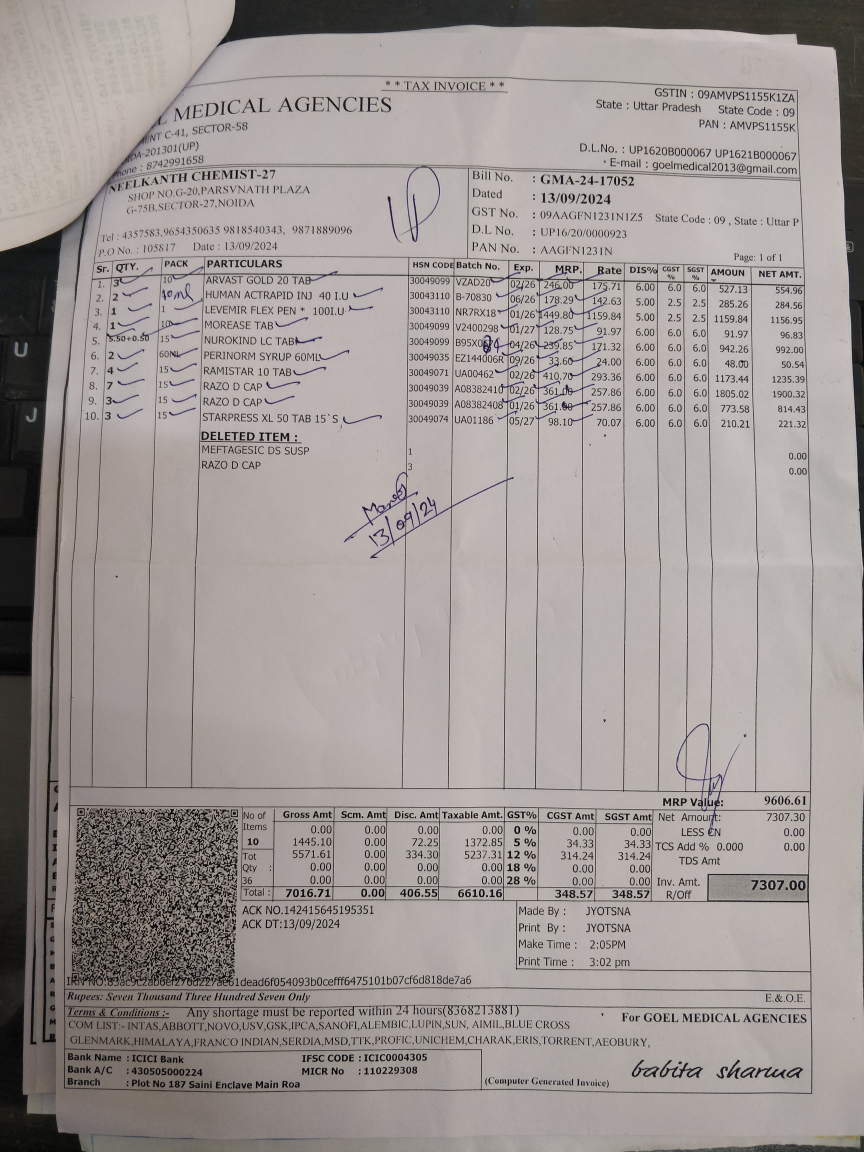 ** TAX INVOICE **
L MEDICAL AGENCIES
MENT C-41, SECTOR-58
IDA-201301(UP)
Phone : 8742991658
GSTIN : 09AMVPS1155K1ZA
State : Uttar Pradesh State Code : 09
PAN : AMVPS1155K
D.L.No. : UP1620B000067 UP1621B000067
E-mail : goelmedical2013@gmail.com
NEELKANTH CHEMIST-27
SHOP NO.G-20,PARSVNATH PLAZA
G-75B,SECTOR-27,NOIDA
Tel : 4357583,9654350635 9818540343, 9871889096
P.O No. : 105817 Date : 13/09/2024
Bill No. : GMA-24-17052
Dated : 13/09/2024
GST No. : 09AAGFN1231N1Z5 State Code : 09 , State : Uttar P
D.L No. : UP16/20/0000923
PAN No. : AAGFN1231N
Page: 1 of 1
Sr. QTY. PACK PARTICULARS HSN CODE Batch No. Exp. MRP. Rate DIS% CGST % SGST % AMOUN NET AMT.
1. 3 10 ARVAST GOLD 20 TAB 30049099 VZAD20 02/26 246.00 175.71 6.00 6.0 6.0 527.13 554.96
2. 2 10ml HUMAN ACTRAPID INJ 40 I.U 30043110 B-70830 06/26 178.29 142.63 5.00 2.5 2.5 285.26 284.56
3. 1 1 LEVEMIR FLEX PEN * 100I.U 30043110 NR7RX18 01/26 1449.80 1159.84 5.00 2.5 2.5 1159.84 1156.95
4. 1 10 MOREASE TAB 30049099 V2400298 01/27 128.75 91.97 6.00 6.0 6.0 91.97 96.83
5. 5.50+0.50 15 NUROKIND LC TAB 30049099 04/26 239.85 171.32 6.00 6.0 6.0 942.26 992.00
6. 2 60ML PERINORM SYRUP 60ML 30049035 EZ144006R 09/26 33.60 24.00 6.00 6.0 6.0 48.00 50.54
7. 4 15 RAMISTAR 10 TAB 30049071 UA00462 02/26 410.70 293.36 6.00 6.0 6.0 1173.44 1235.39
8. 7 15 RAZO D CAP 30049039 A08382410 02/26 361.00 257.86 6.00 6.0 6.0 1805.02 1900.32
9. 3 15 RAZO D CAP 30049039 A08382408 01/26 361.00 257.86 6.00 6.0 6.0 773.58 814.43
10. 3 15 STARPRESS XL 50 TAB 15`S 30049074 UA01186 05/27 98.10 70.07 6.00 6.0 6.0 210.21 221.32
DELETED ITEM :
MEFTAGESIC DS SUSP 1 0.00
RAZO D CAP 3 0.00
13/09/24
MRP Value: 9606.61
No of Items 10 Tot Qty : 36
Gross Amt Scm. Amt Disc. Amt Taxable Amt. GST% CGST Amt SGST Amt
0.00 0.00 0.00 0.00 0 % 0.00 0.00
1445.10 0.00 72.25 1372.85 5 % 34.33 34.33
5571.61 0.00 334.30 5237.31 12 % 314.24 314.24
0.00 0.00 0.00 0.00 18 % 0.00 0.00
0.00 0.00 0.00 0.00 28 % 0.00 0.00
Total : 7016.71 0.00 406.55 6610.16 348.57 348.57
Net Amount: 7307.30
LESS CN 0.00
TCS Add % 0.000 0.00
TDS Amt
Inv. Amt. R/Off 7307.00
ACK NO.142415645195351
ACK DT:13/09/2024
Made By : JYOTSNA
Print By : JYOTSNA
Make Time : 2:05PM
Print Time : 3:02 pm
Rupees: Seven Thousand Three Hundred Seven Only E.& O.E.
Terms & Conditions :- Any shortage must be reported within 24 hours(8368213881)
COM LIST:- INTAS,ABBOTT,NOVO,USV,GSK,IPCA,SANOFI,ALEMBIC,LUPIN,SUN, AIMIL,BLUE CROSS
GLENMARK,HIMALAYA,FRANCO INDIAN,SERDIA,MSD,TTK,PROFIC,UNICHEM,CHARAK,ERIS,TORRENT,AEOBURY,
For GOEL MEDICAL AGENCIES
Bank Name : ICICI Bank IFSC CODE : ICIC0004305
Bank A/C : 430505000224 MICR No : 110229308
Branch : Plot No 187 Saini Enclave Main Roa
(Computer Generated Invoice)
babita sharma